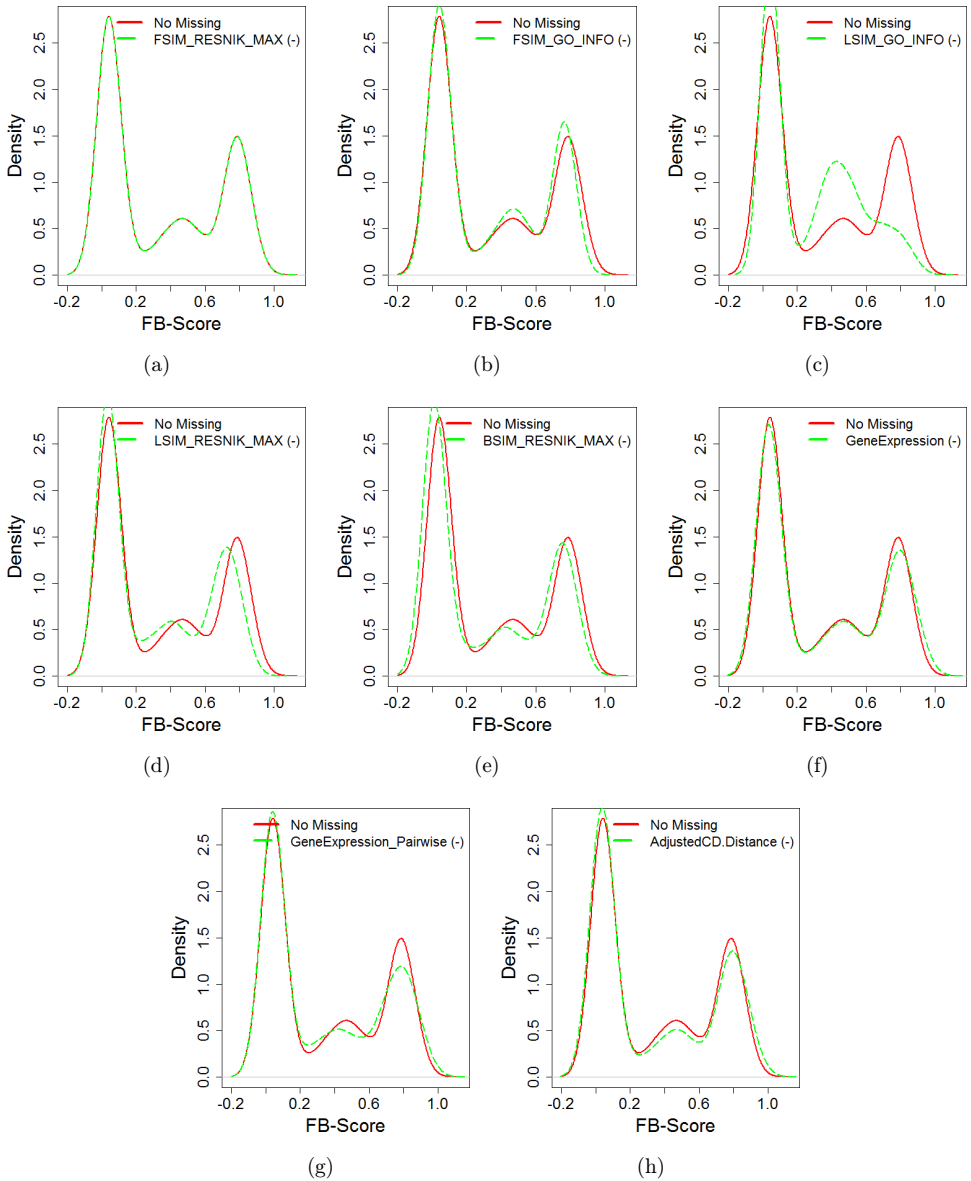 No Missing
FSIM_RESNIK_MAX (-)
Density
0.0 0.5 1.0 1.5 2.0 2.5
-0.2 0.2 0.6 1.0
FB-Score
(a)
No Missing
FSIM_GO_INFO (-)
Density
0.0 0.5 1.0 1.5 2.0 2.5
-0.2 0.2 0.6 1.0
FB-Score
(b)
No Missing
LSIM_GO_INFO (-)
Density
0.0 0.5 1.0 1.5 2.0 2.5
-0.2 0.2 0.6 1.0
FB-Score
(c)
No Missing
LSIM_RESNIK_MAX (-)
Density
0.0 0.5 1.0 1.5 2.0 2.5
-0.2 0.2 0.6 1.0
FB-Score
(d)
No Missing
BSIM_RESNIK_MAX (-)
Density
0.0 0.5 1.0 1.5 2.0 2.5
-0.2 0.2 0.6 1.0
FB-Score
(e)
No Missing
GeneExpression (-)
Density
0.0 0.5 1.0 1.5 2.0 2.5
-0.2 0.2 0.6 1.0
FB-Score
(f)
No Missing
GeneExpression_Pairwise (-)
Density
0.0 0.5 1.0 1.5 2.0 2.5
-0.2 0.2 0.6 1.0
FB-Score
(g)
No Missing
AdjustedCD.Distance (-)
Density
0.0 0.5 1.0 1.5 2.0 2.5
-0.2 0.2 0.6 1.0
FB-Score
(h)